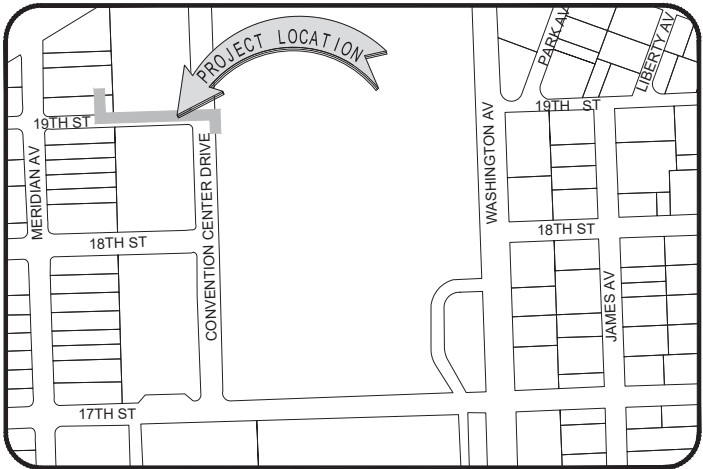 PROJECT LOCATION
PARK AV
LIBERTY AV
19TH ST
19TH ST
MERIDIAN AV
CONVENTION CENTER DRIVE
WASHINGTON AV
18TH ST
18TH ST
JAMES AV
17TH ST